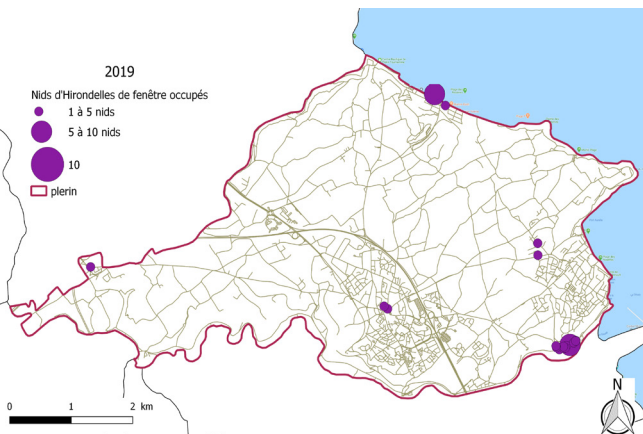 2019
Nids d'Hirondelles de fenêtre occupés
1 à 5 nids
5 à 10 nids
10
plerin
0 1 2 km
N